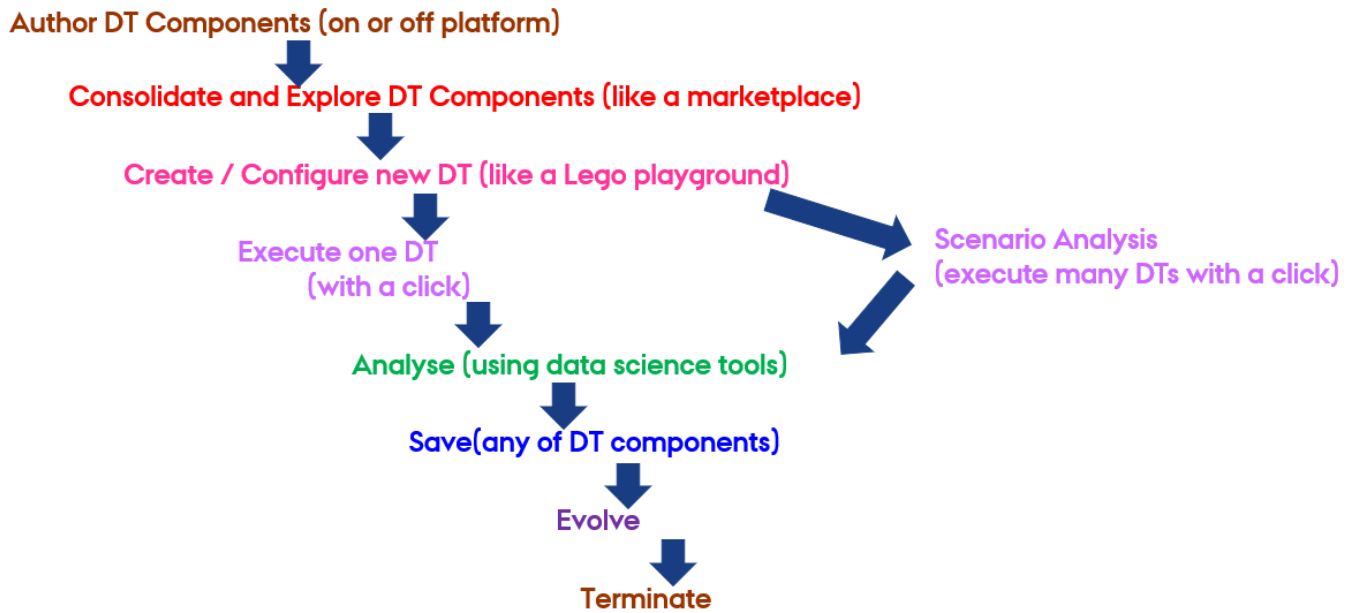 Author DT Components (on or off platform)
Consolidate and Explore DT Components (like a marketplace)
Create / Configure new DT (like a Lego playground)
Execute one DT
(with a click)
Scenario Analysis
(execute many DTs with a click)
Analyse (using data science tools)
Save(any of DT components)
Evolve
Terminate